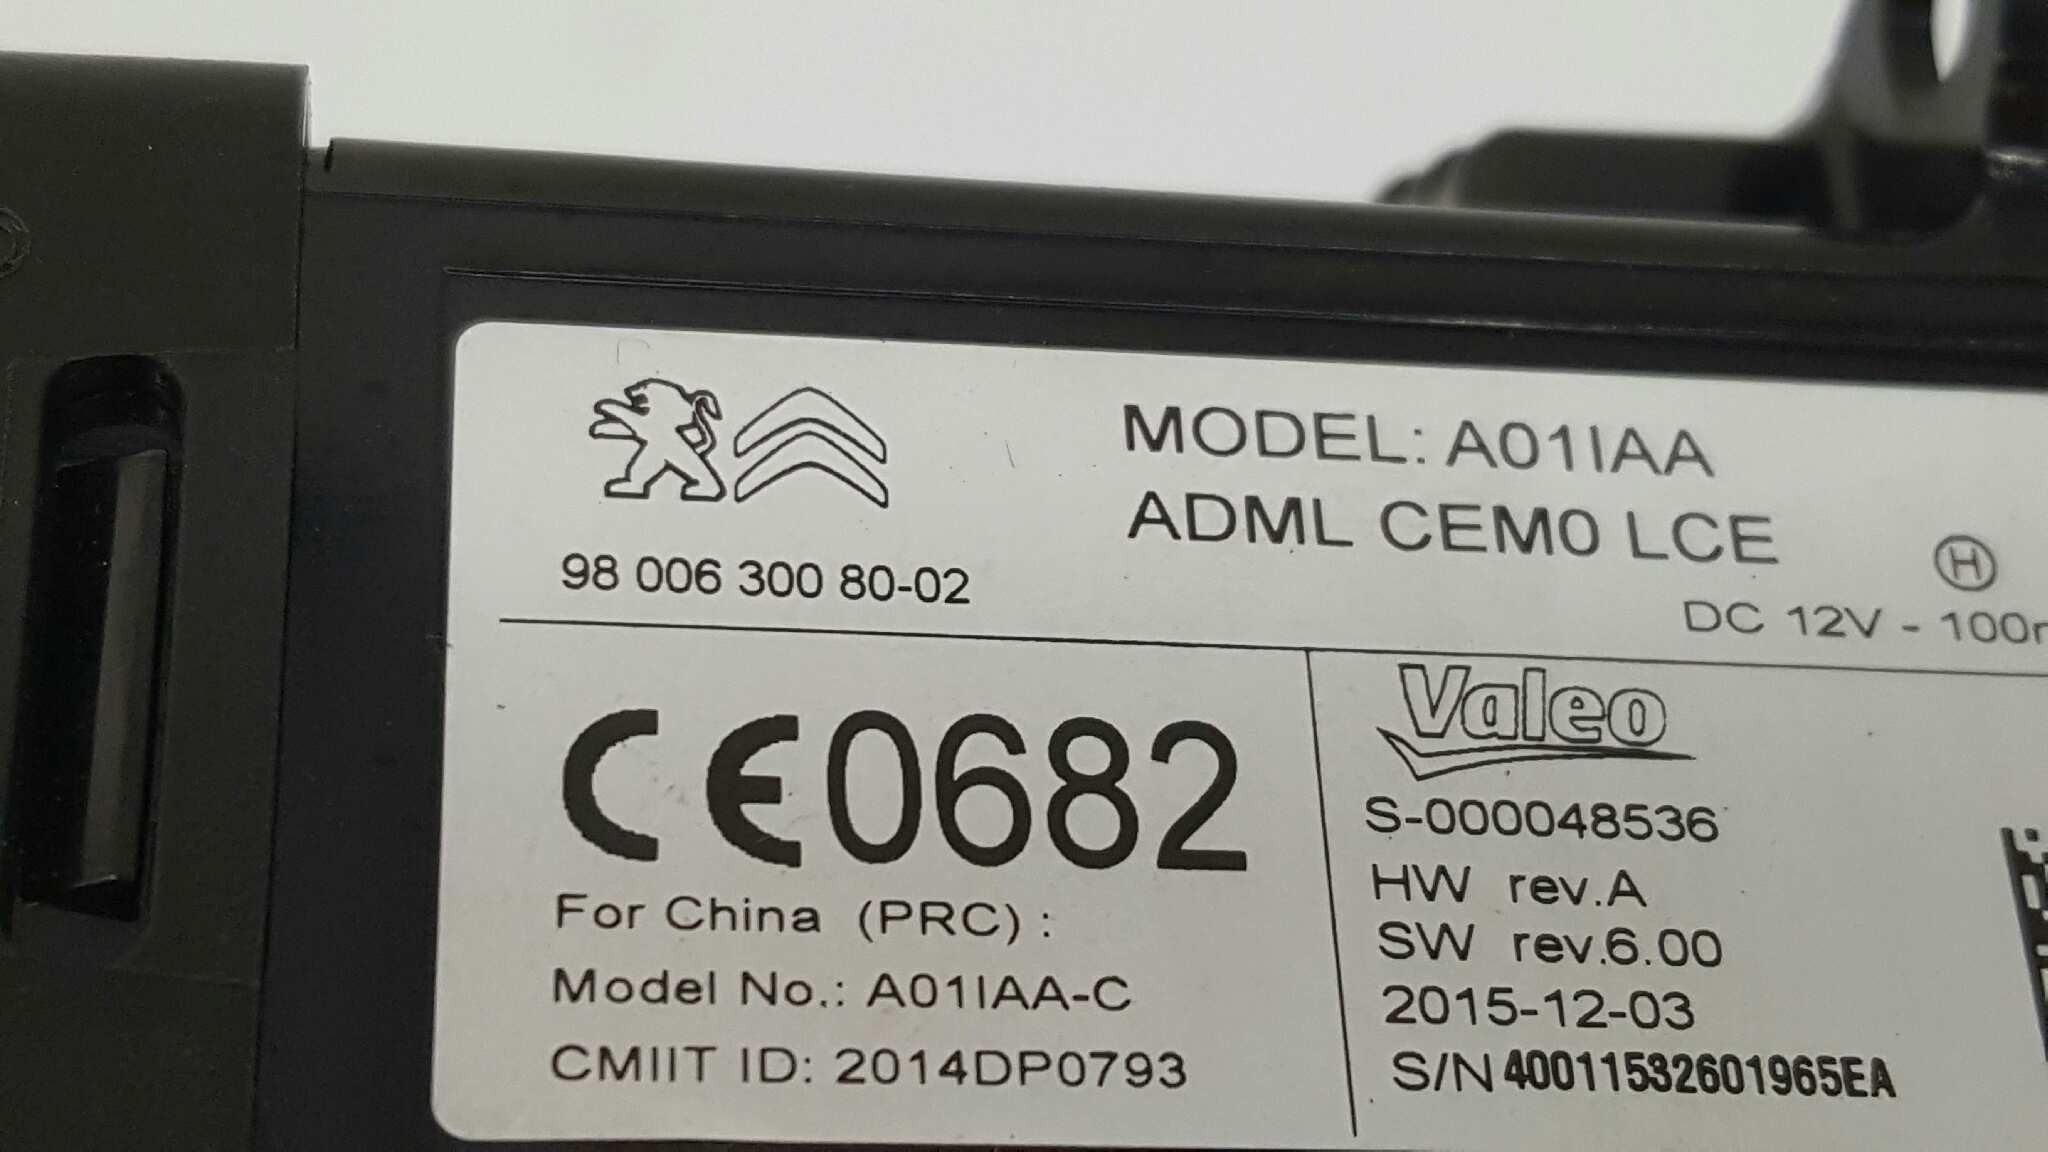 98 006 300 80-02
MODEL: A01IAA
ADML CEM0 LCE
H
DC 12V - 100m
CE0682
For China (PRC) :
Model No.: A01IAA-C
CMIIT ID: 2014DP0793
Valeo
S-000048536
HW rev.A
SW rev.6.00
2015-12-03
S/N 40011532601965EA